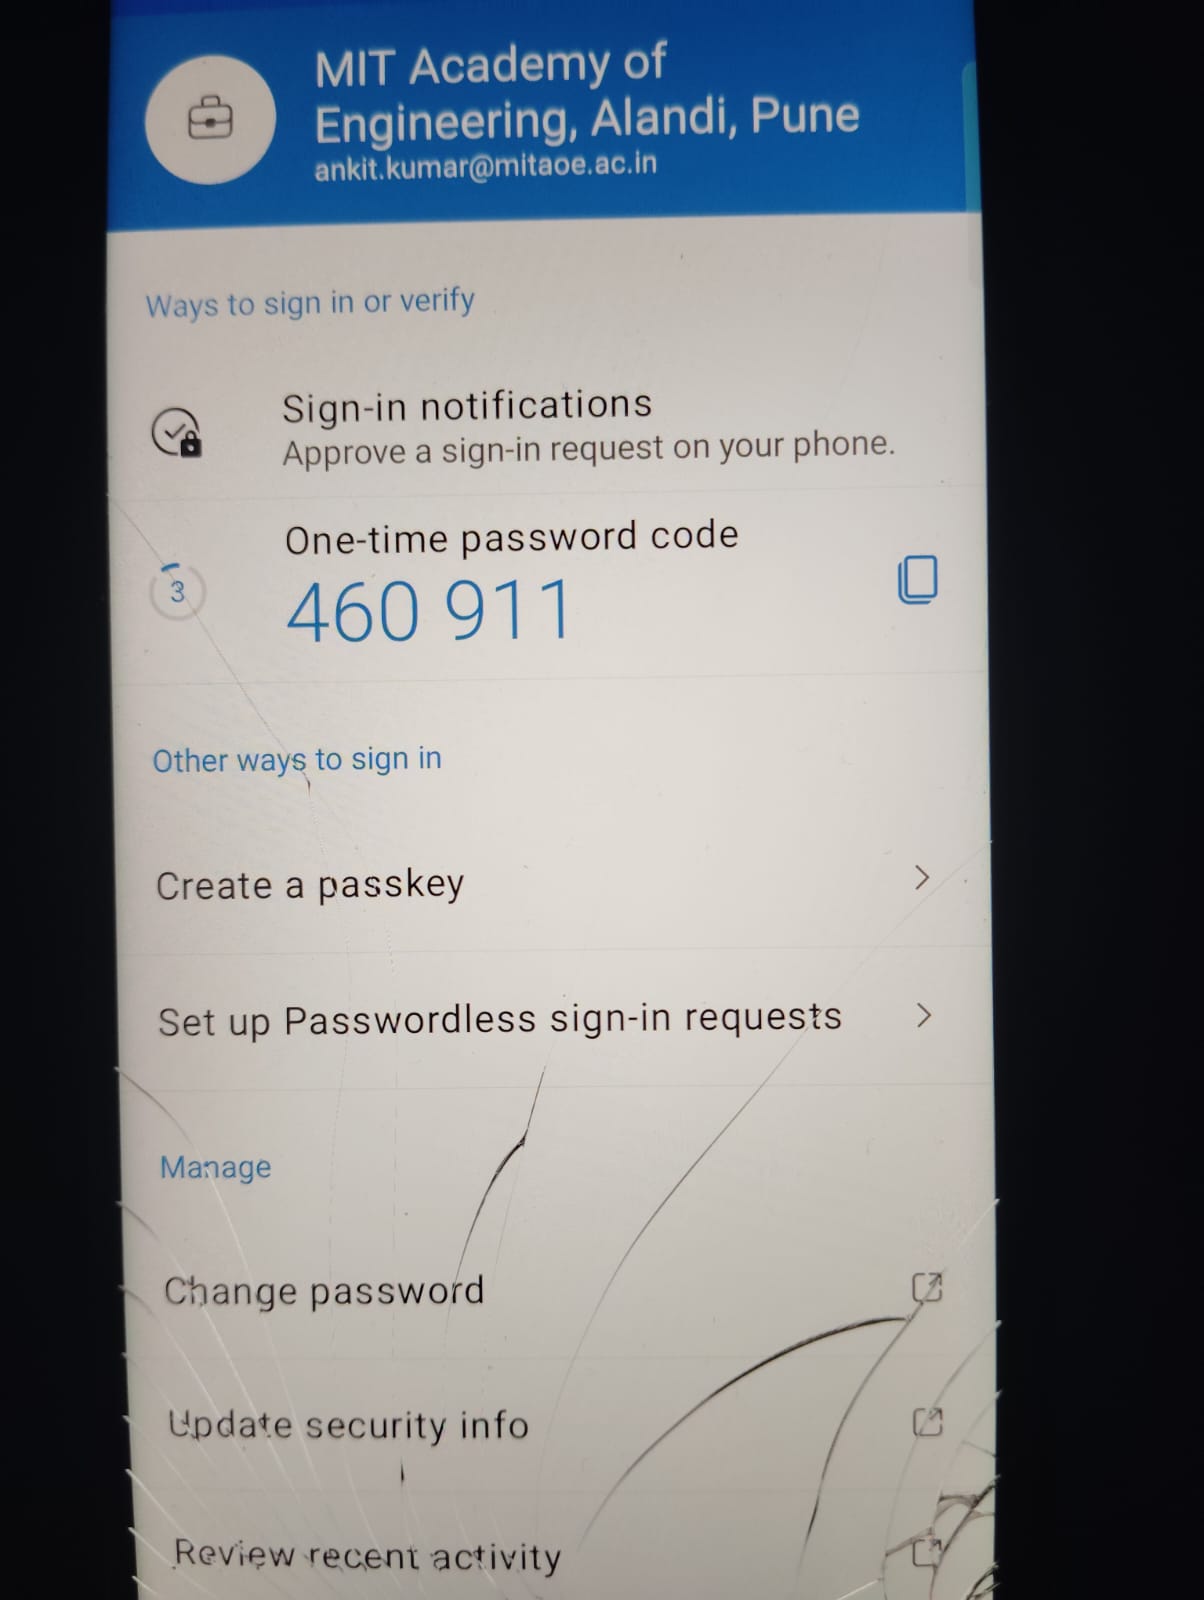 MIT Academy of
Engineering, Alandi, Pune
ankit.kumar@mitaoe.ac.in
Ways to sign in or verify
Sign-in notifications
Approve a sign-in request on your phone.
One-time password code
3
460 911
Other ways to sign in
Create a passkey
Set up Passwordless sign-in requests
Manage
Change password
Update security info
Review recent activity